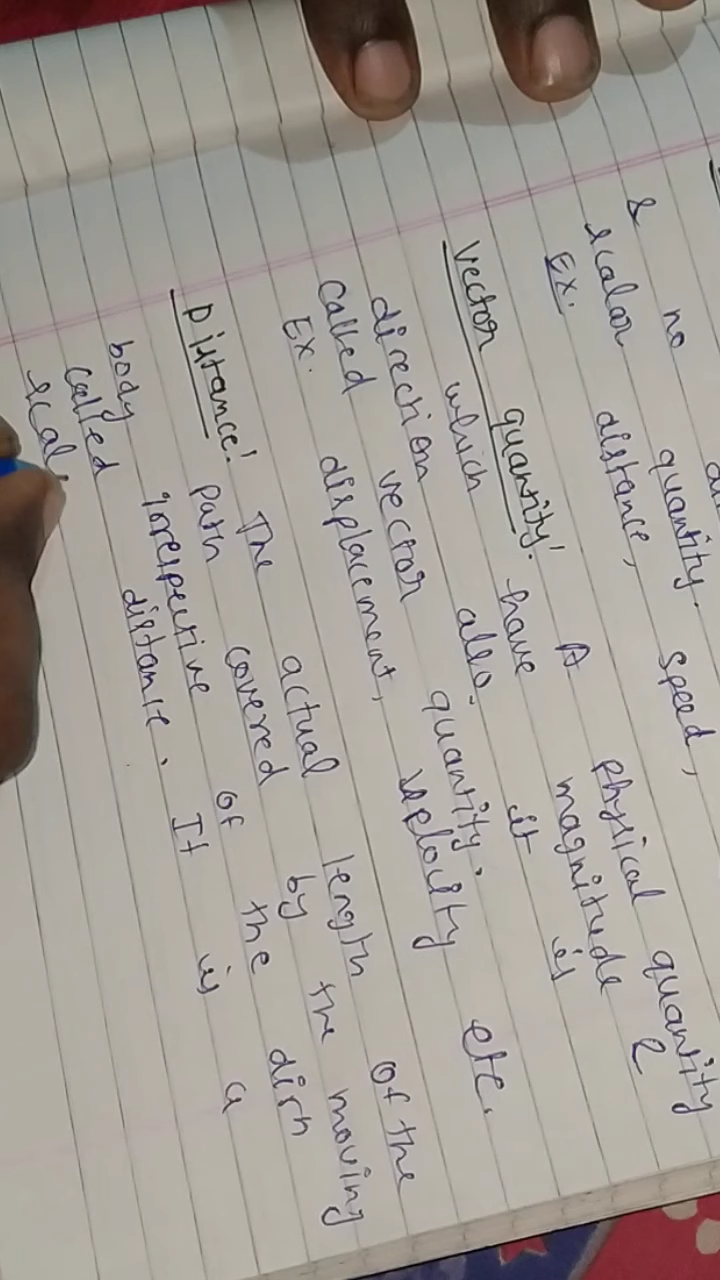 & no quantity.
scalar
Ex. distance, speed,
Vector quantity! A physical quantity
which have magnitude &
direction also. it is
called vector quantity.
Ex. displacement, velocity etc.
Distance! The actual length of the
path covered by the moving
body irrespective of the dirn
called distance. It is a
scal